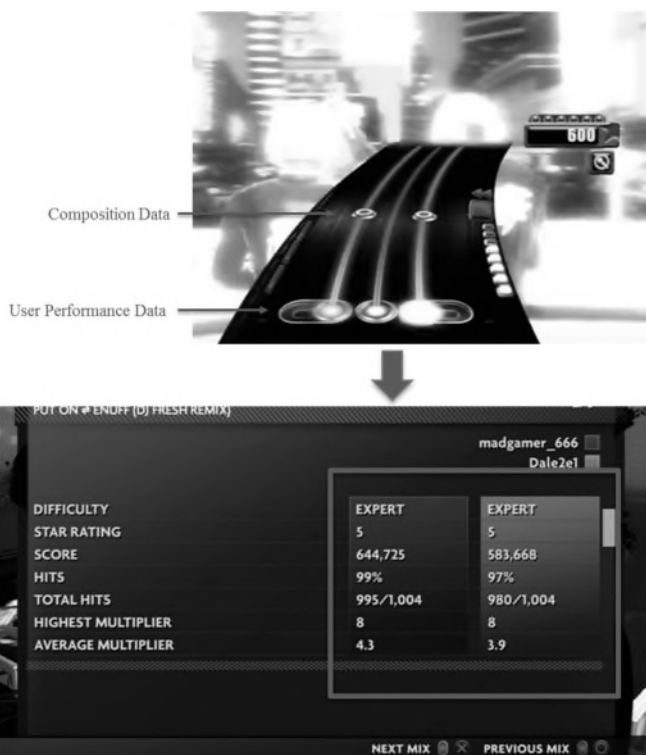 600
Composition Data
User Performance Data
PUT ON ⇄ ENUFF (DJ FRESH REMIX)
madgamer_666
Dale2e1
DIFFICULTY EXPERT EXPERT
STAR RATING 5 5
SCORE 644,725 583,668
HITS 99% 97%
TOTAL HITS 995/1,004 980/1,004
HIGHEST MULTIPLIER 8 8
AVERAGE MULTIPLIER 4.3 3.9
NEXT MIX PREVIOUS MIX